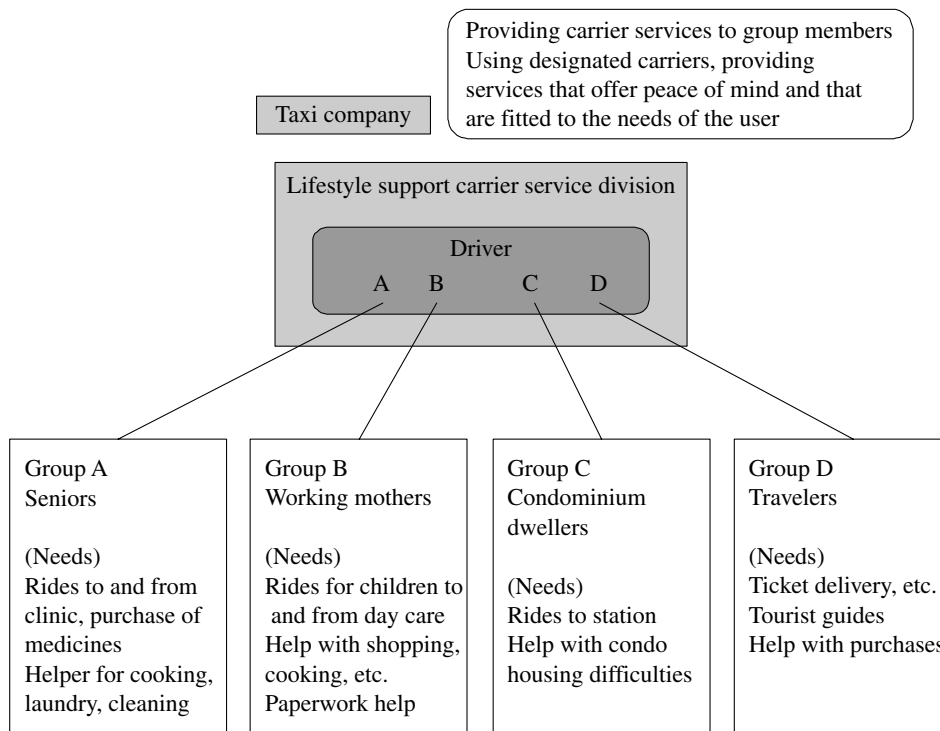 Providing carrier services to group members
Using designated carriers, providing
services that offer peace of mind and that
are fitted to the needs of the user
Taxi company
Lifestyle support carrier service division
Driver
A B C D
Group A
Seniors
(Needs)
Rides to and from
clinic, purchase of
medicines
Helper for cooking,
laundry, cleaning
Group B
Working mothers
(Needs)
Rides for children to
and from day care
Help with shopping,
cooking, etc.
Paperwork help
Group C
Condominium
dwellers
(Needs)
Rides to station
Help with condo
housing difficulties
Group D
Travelers
(Needs)
Ticket delivery, etc.
Tourist guides
Help with purchases